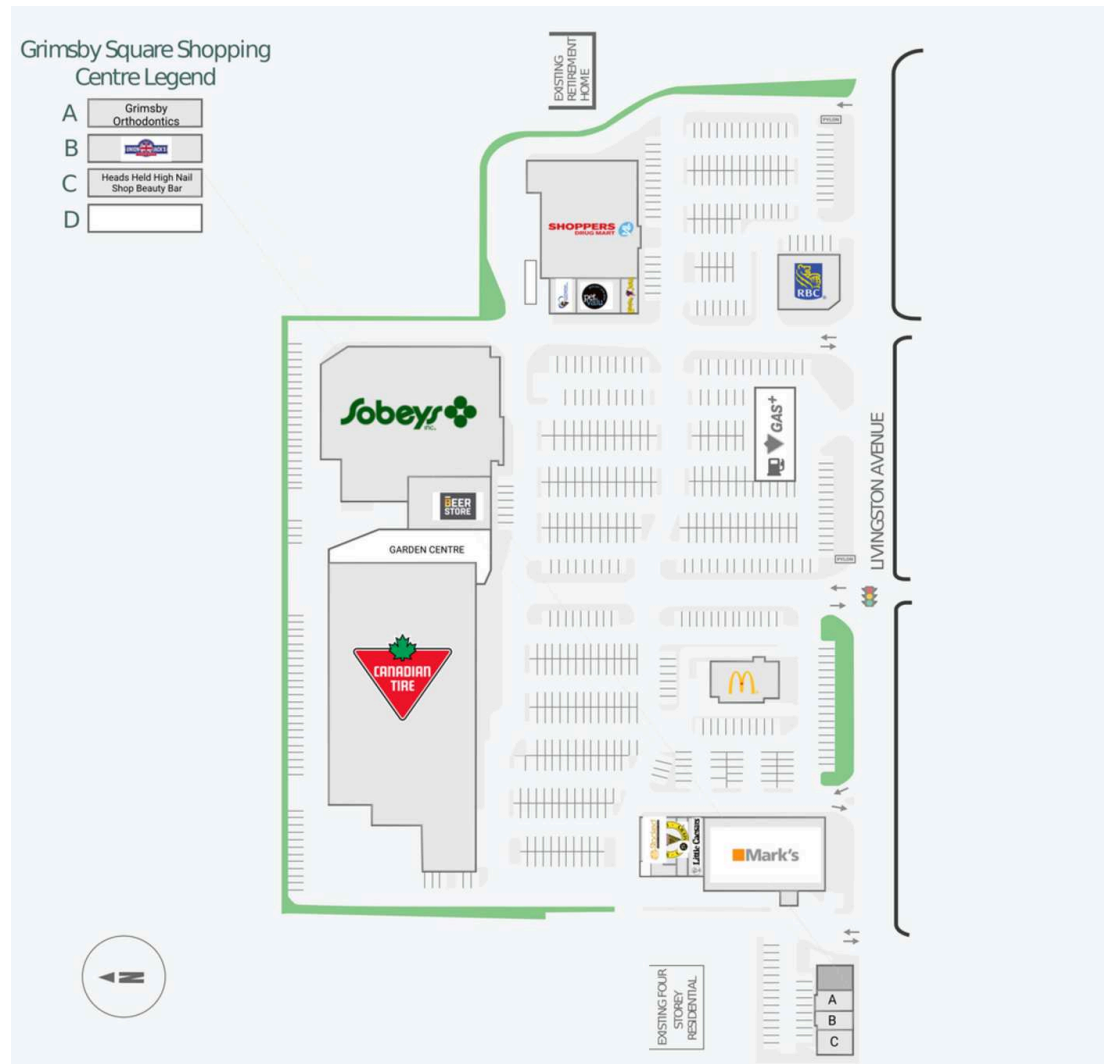 Grimsby Square Shopping
Centre Legend
A
Grimsby
Orthodontics
B
UNION JACK'S
C
Heads Held High Nail
Shop Beauty Bar
D
EXISTING
RETIREMENT
HOME
PYLON
SHOPPERS
DRUG MART
pet
valu
RBC
Sobeys
inc.
GAS+
LIVINGSTON AVENUE
BEER
STORE
GARDEN CENTRE
PYLON
CANADIAN
TIRE
Little Caesars
Mark's
N
EXISTING FOUR
STOREY
RESIDENTIAL
A
B
C